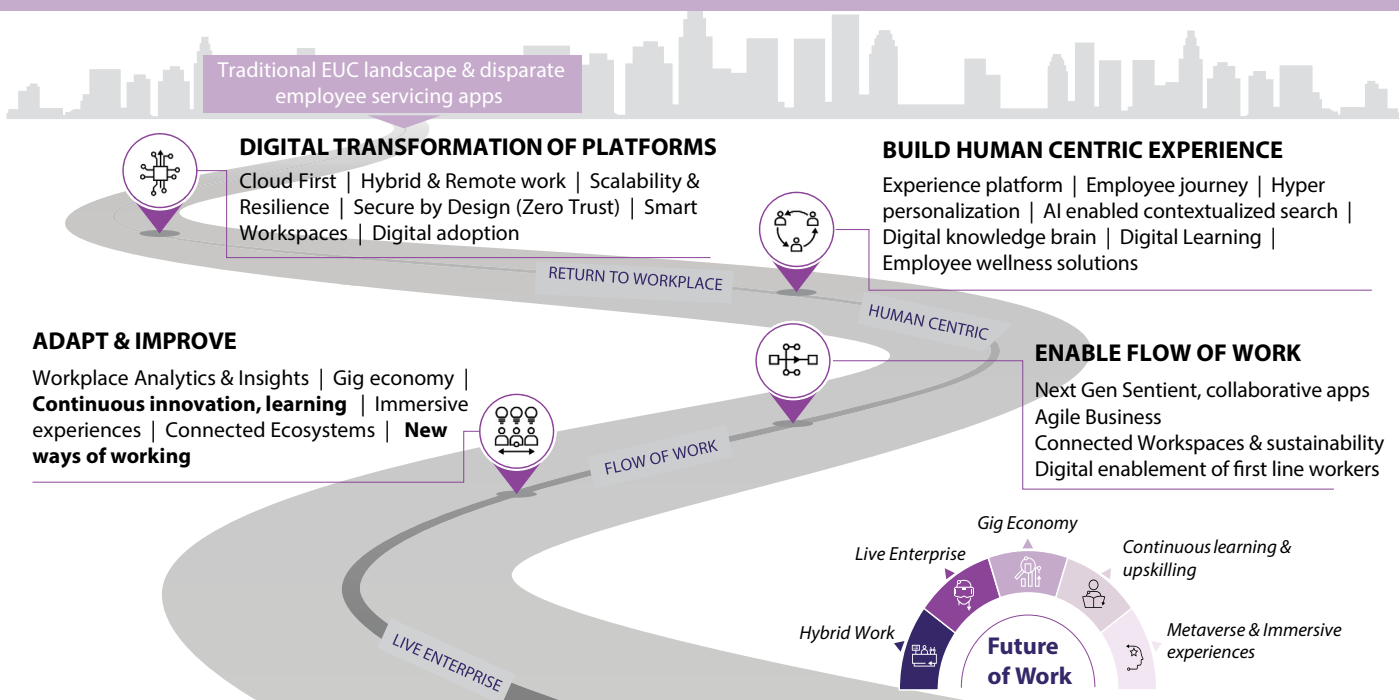 Traditional EUC landscape & disparate
employee servicing apps
DIGITAL TRANSFORMATION OF PLATFORMS
Cloud First | Hybrid & Remote work | Scalability &
Resilience | Secure by Design (Zero Trust) | Smart
Workspaces | Digital adoption
BUILD HUMAN CENTRIC EXPERIENCE
Experience platform | Employee journey | Hyper
personalization | AI enabled contextualized search |
Digital knowledge brain | Digital Learning |
Employee wellness solutions
RETURN TO WORKPLACE
HUMAN CENTRIC
ADAPT & IMPROVE
Workplace Analytics & Insights | Gig economy |
Continuous innovation, learning | Immersive
experiences | Connected Ecosystems | New
ways of working
ENABLE FLOW OF WORK
Next Gen Sentient, collaborative apps
Agile Business
Connected Workspaces & sustainability
Digital enablement of first line workers
FLOW OF WORK
LIVE ENTERPRISE
Gig Economy
Live Enterprise
Continuous learning &
upskilling
Hybrid Work
Metaverse & Immersive
experiences
Future
of Work